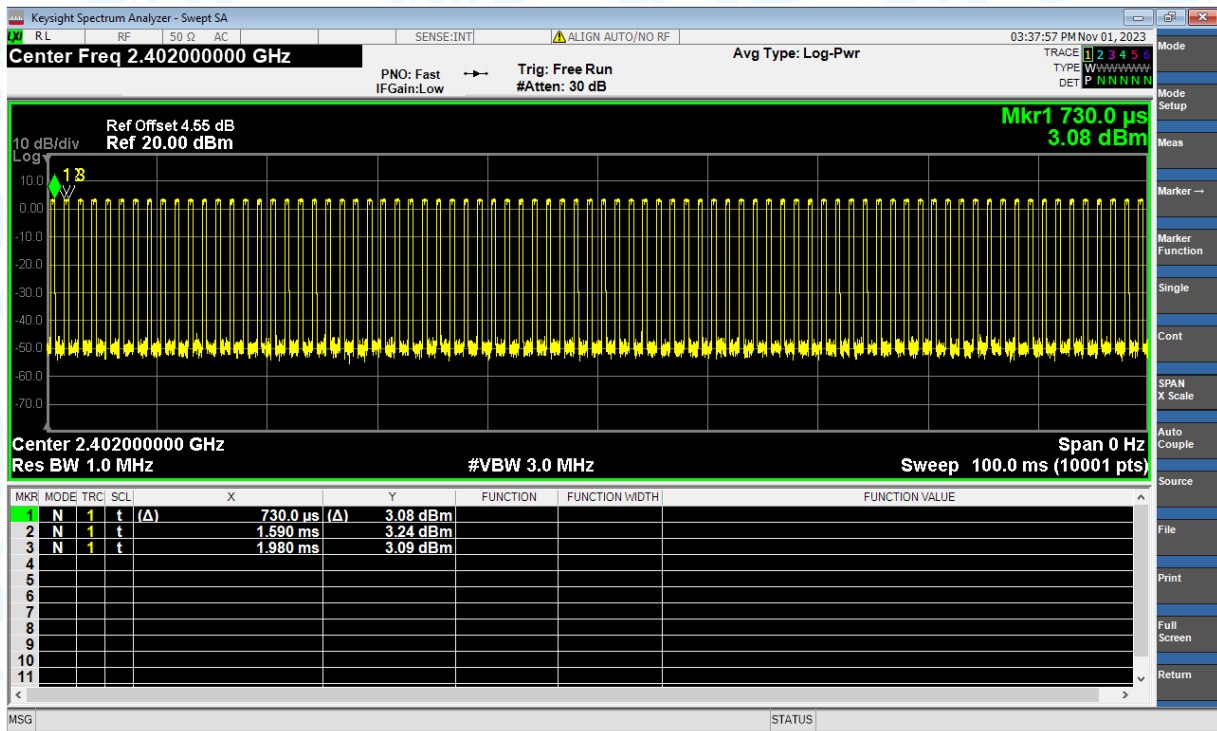 Keysight Spectrum Analyzer - Swept SA
LXI RL RF 50 Ω AC SENSE:INT ALIGN AUTO/NO RF 03:37:57 PM Nov 01, 2023
Center Freq 2.402000000 GHz
PNO: Fast
IFGain:Low
Trig: Free Run
#Atten: 30 dB
Avg Type: Log-Pwr
TRACE 1 2 3 4 5 6
TYPE WWWWWW
DET P N N N N N
Mkr1 730.0 µs
3.08 dBm
Ref Offset 4.55 dB
10 dB/div Ref 20.00 dBm
Log
1 2 3
10.0
0.00
-10.0
-20.0
-30.0
-40.0
-50.0
-60.0
-70.0
Center 2.402000000 GHz Span 0 Hz
Res BW 1.0 MHz #VBW 3.0 MHz Sweep 100.0 ms (10001 pts)
MKR MODE TRC SCL X Y FUNCTION FUNCTION WIDTH FUNCTION VALUE
1 N 1 t (Δ) 730.0 µs (Δ) 3.08 dBm
2 N 1 t 1.590 ms 3.24 dBm
3 N 1 t 1.980 ms 3.09 dBm
4
5
6
7
8
9
10
11
MSG STATUS
Mode
Mode
Setup
Meas
Marker →
Marker
Function
Single
Cont
SPAN
X Scale
Auto
Couple
Source
File
Print
Full
Screen
Return